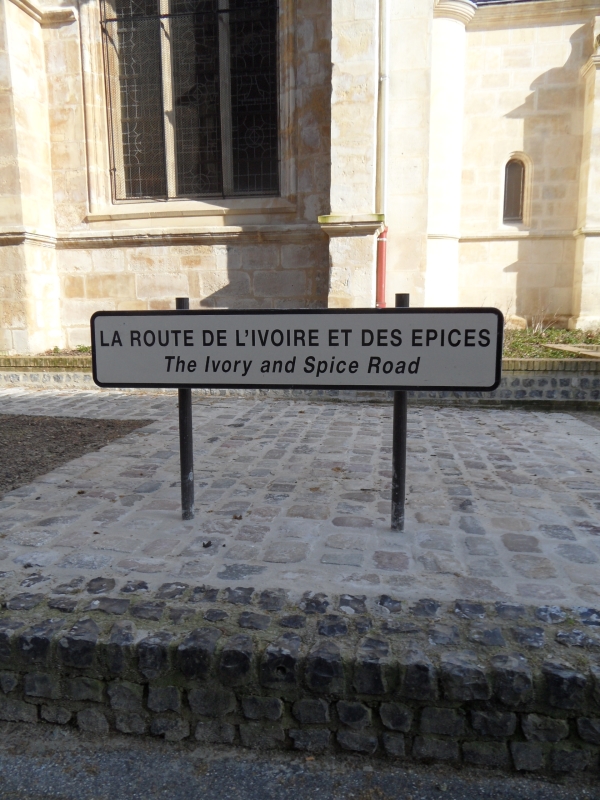 LA ROUTE DE L'IVOIRE ET DES EPICES
The Ivory and Spice Road